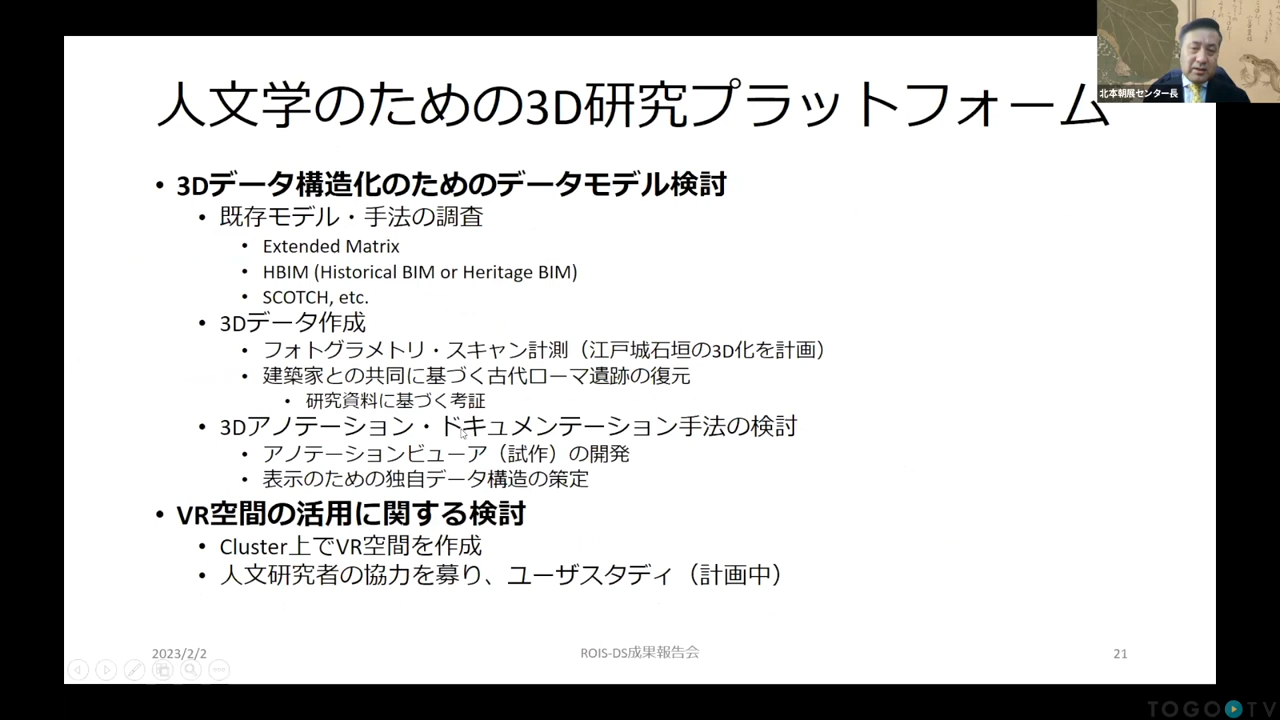 人文学のための3D研究プラットフォーム
北本朝展センター長
• 3Dデータ構造化のためのデータモデル検討
• 既存モデル・手法の調査
• Extended Matrix
• HBIM (Historical BIM or Heritage BIM)
• SCOTCH, etc.
• 3Dデータ作成
• フォトグラメトリ・スキャン計測（江戸城石垣の3D化を計画）
• 建築家との共同に基づく古代ローマ遺跡の復元
• 研究資料に基づく考証
• 3Dアノテーション・ドキュメンテーション手法の検討
• アノテーションビューア（試作）の開発
• 表示のための独自データ構造の策定
• VR空間の活用に関する検討
• Cluster上でVR空間を作成
• 人文研究者の協力を募り、ユーザスタディ（計画中）
2023/2/2
ROIS-DS成果報告会
21
TOGO TV